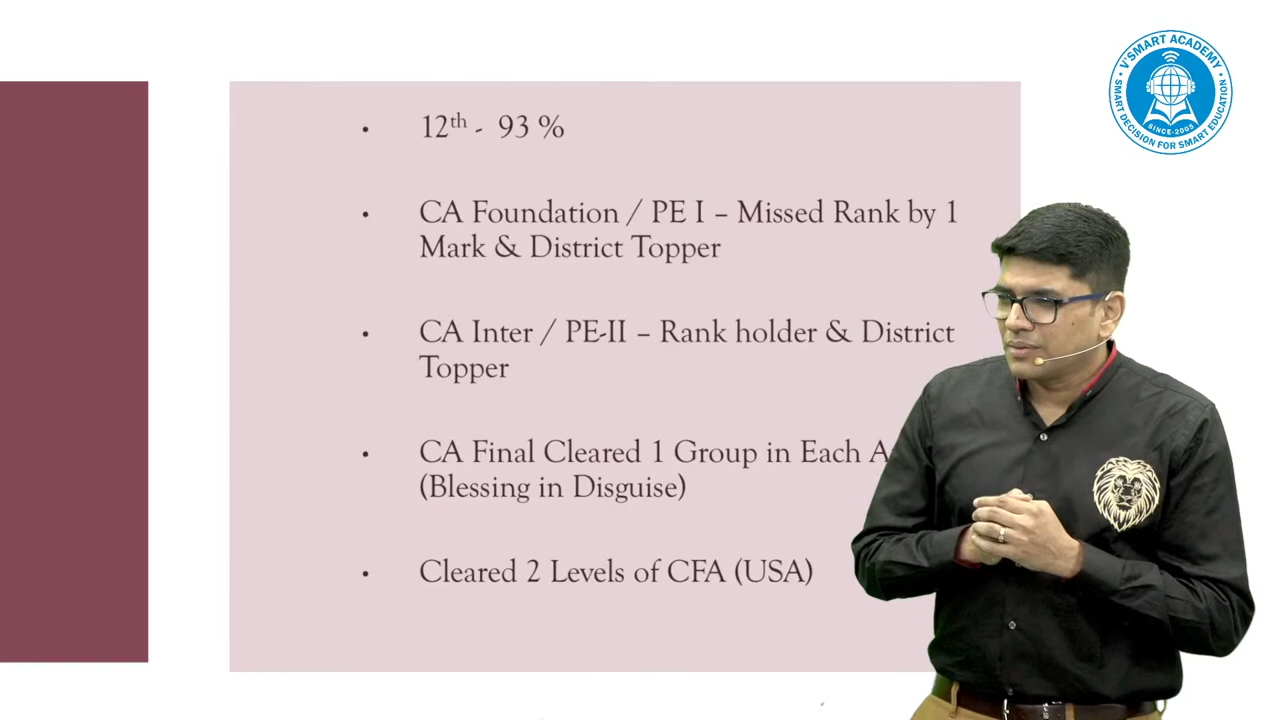 V'SMART ACADEMY
SMART DECISION FOR SMART EDUCATION
SINCE-2005
• 12th - 93 %
• CA Foundation / PE I – Missed Rank by 1
Mark & District Topper
• CA Inter / PE-II – Rank holder & District
Topper
• CA Final Cleared 1 Group in Each
(Blessing in Disguise)
• Cleared 2 Levels of CFA (USA)